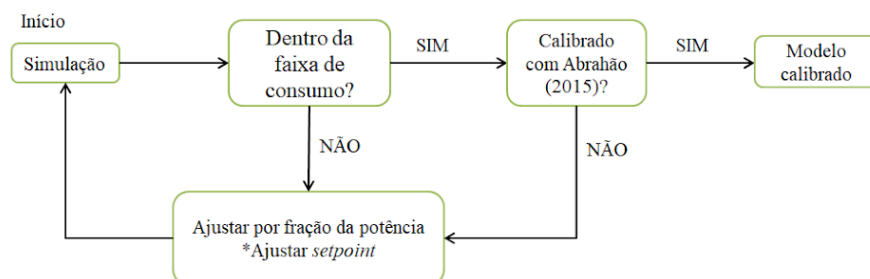 Início
Simulação
Dentro da
faixa de
consumo?
SIM
Calibrado
com Abrahão
(2015)?
SIM
Modelo
calibrado
NÃO
NÃO
Ajustar por fração da potência
*Ajustar setpoint